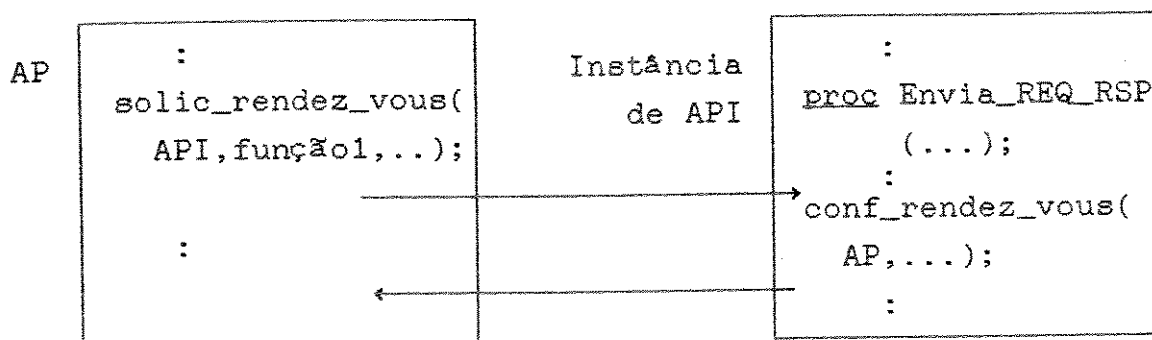 AP
:
solic_rendez_vous(
API,função1,..);
:
Instância
de API
:
proc Envia_REQ_RSP
(...);
:
conf_rendez_vous(
AP,...);
: